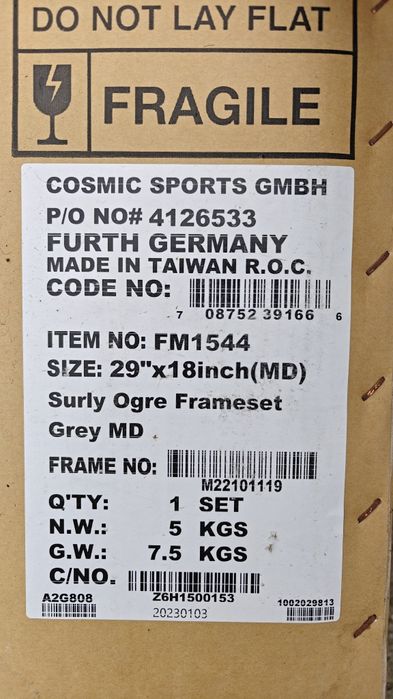 DO NOT LAY FLAT
FRAGILE
COSMIC SPORTS GMBH
P/O NO# 4126533
FURTH GERMANY
MADE IN TAIWAN R.O.C.
CODE NO:
7 08752 39166 6
ITEM NO: FM1544
SIZE: 29"x18inch(MD)
Surly Ogre Frameset
Grey MD
FRAME NO:
M22101119
Q'TY: 1 SET
N.W.: 5 KGS
G.W.: 7.5 KGS
C/NO.
A2G808 Z6H1500153 1002029813
20230103